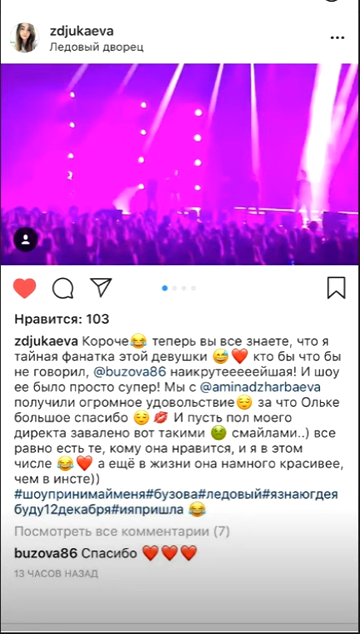 zdjukaeva
Ледовый дворец
Нравится: 103
zdjukaeva Короче😂 теперь вы все знаете, что я
тайная фанатка этой девушки 😅❤️ кто бы что бы
не говорил, @buzova86 наикрутеееееейшая! И шоу
ее было просто супер! Мы с @aminadzharbaeva
получили огромное удовольствие😌 за что Ольке
большое спасибо 😌💋 И пусть пол моего
директа завалено вот такими 🤢 смайлами..) все
равно есть те, кому она нравится, и я в этом
числе 😂❤️ а ещё в жизни она намного красивее,
чем в инсте))
#шоупринимайменя#бузова#ледовый#язнаюгдея
буду12декабря#ияпришла 😂
Посмотреть все комментарии (7)
buzova86 Спасибо ❤️❤️❤️
13 ЧАСОВ НАЗАД